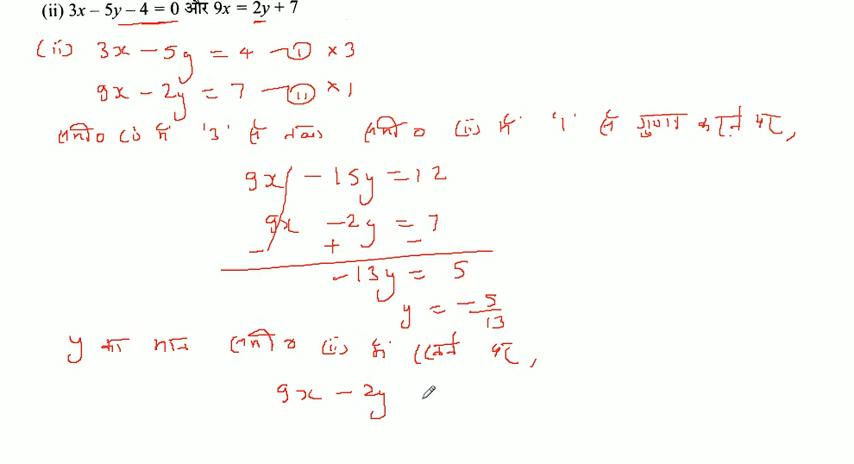 (ii) 3x – 5y – 4 = 0 और 9x = 2y + 7
(ii) 3x – 5y = 4 — (i) × 3
9x – 2y = 7 — (ii) × 1
समी० (i) में '3' से तथा समी० (ii) में '1' से गुणा करने पर,
9x – 15y = 12
9x – 2y = 7
– + –
–13y = 5
y = –5/13
y का मान समी० (ii) में रखने पर,
9x – 2y